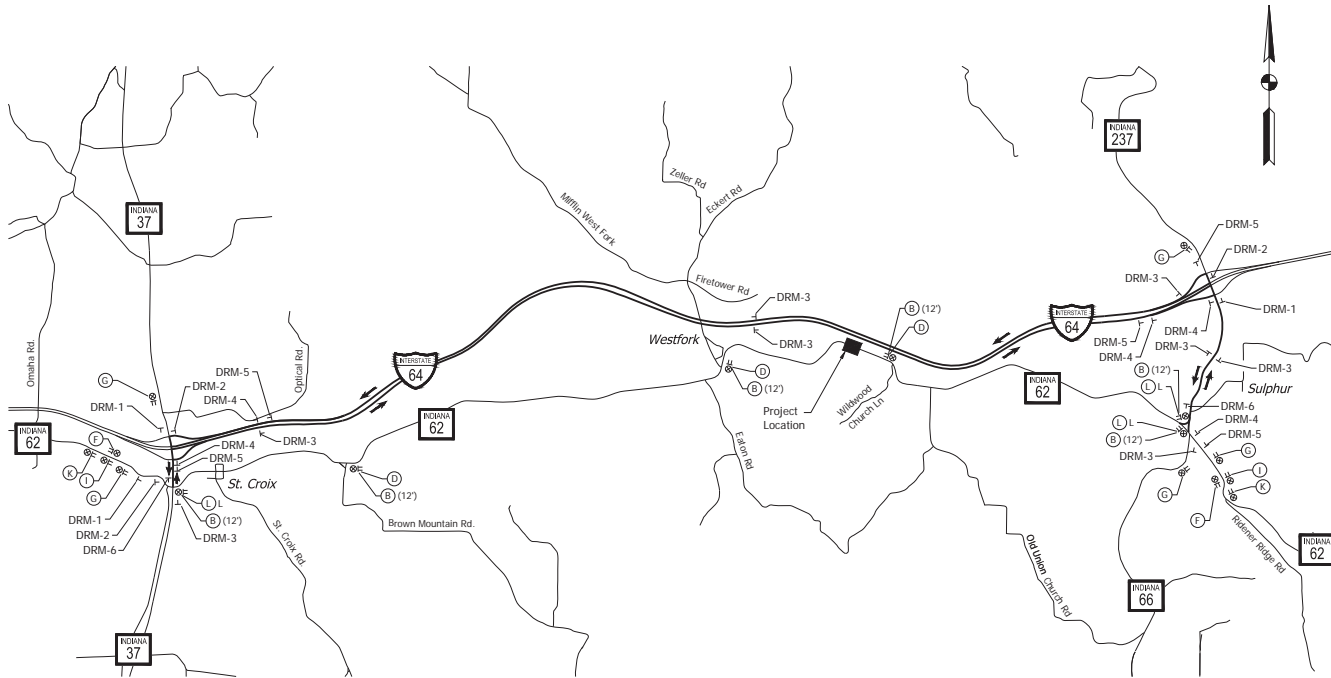 INDIANA
237
Zeller Rd
Eckert Rd
Mifflin West Fork
INDIANA
37
DRM-5
DRM-2
G
DRM-3
Firetower Rd
DRM-1
DRM-3
B (12')
D
INTERSTATE
64
DRM-4
DRM-5
DRM-4
Westfork
DRM-3
DRM-3
DRM-3
Omaha Rd.
Optical Rd.
INTERSTATE
64
D
B (12')
Project
Location
Wildwood
Church Ln
INDIANA
62
B (12')
L L
Sulphur
DRM-6
DRM-4
DRM-5
L L
B (12')
DRM-3
G
DRM-5
DRM-2
DRM-4
DRM-1
INDIANA
62
INDIANA
62
DRM-3
F
K
I
G
DRM-4
DRM-5
St. Croix
D
B (12')
L L
B (12')
DRM-3
DRM-1
DRM-2
DRM-6
Eaton Rd
Brown Mountain Rd.
St. Croix Rd.
G
I
K
G
F
Ridener Ridge Rd
Old Union Church Rd
INDIANA
62
INDIANA
66
INDIANA
37